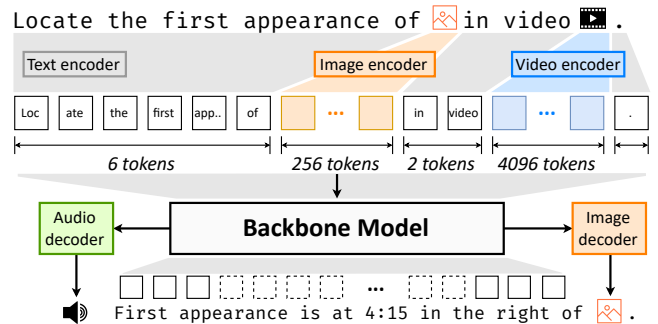 Locate the first appearance of in video .
Text encoder Image encoder Video encoder
Loc ate the first app.. of ... in video ... .
6 tokens 256 tokens 2 tokens 4096 tokens
Audio decoder
Backbone Model
Image decoder
...
First appearance is at 4:15 in the right of .